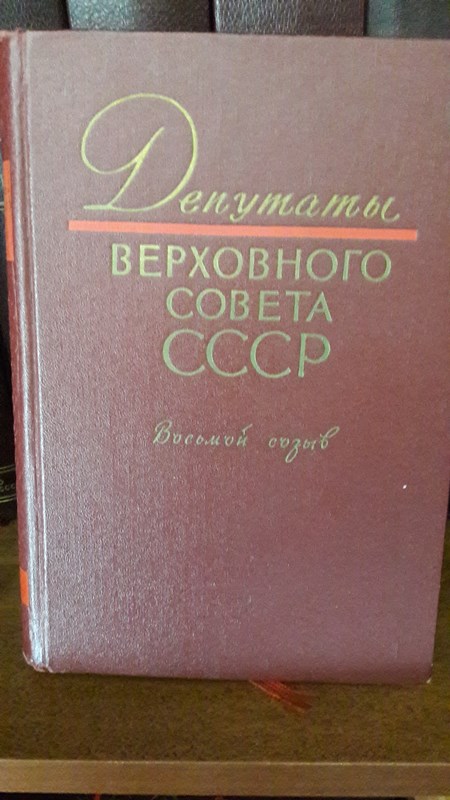 Депутаты
ВЕРХОВНОГО
СОВЕТА
СССР
Восьмой созыв